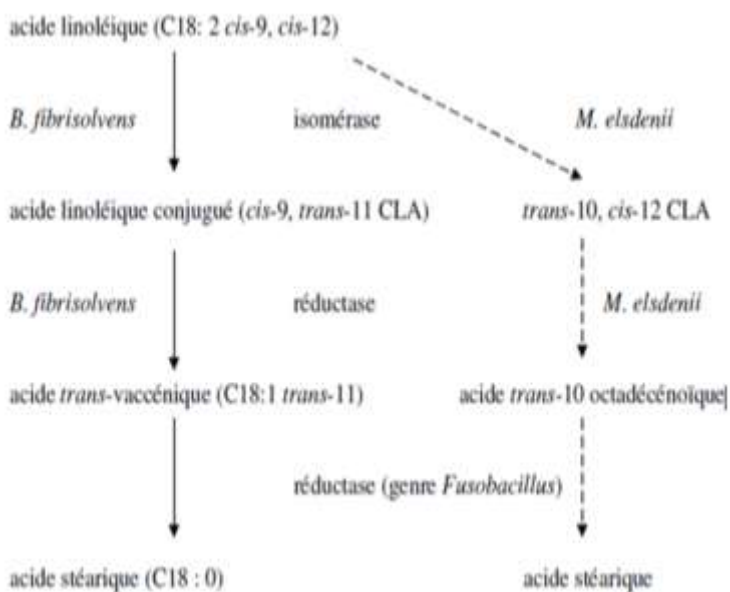 acide linoléique (C18: 2 cis-9, cis-12)
B. fibrisolvens isomérase M. elsdenii
acide linoléique conjugué (cis-9, trans-11 CLA) trans-10, cis-12 CLA
B. fibrisolvens réductase M. elsdenii
acide trans-vaccénique (C18:1 trans-11) acide trans-10 octadécénoïque
réductase (genre Fusobacillus)
acide stéarique (C18 : 0) acide stéarique